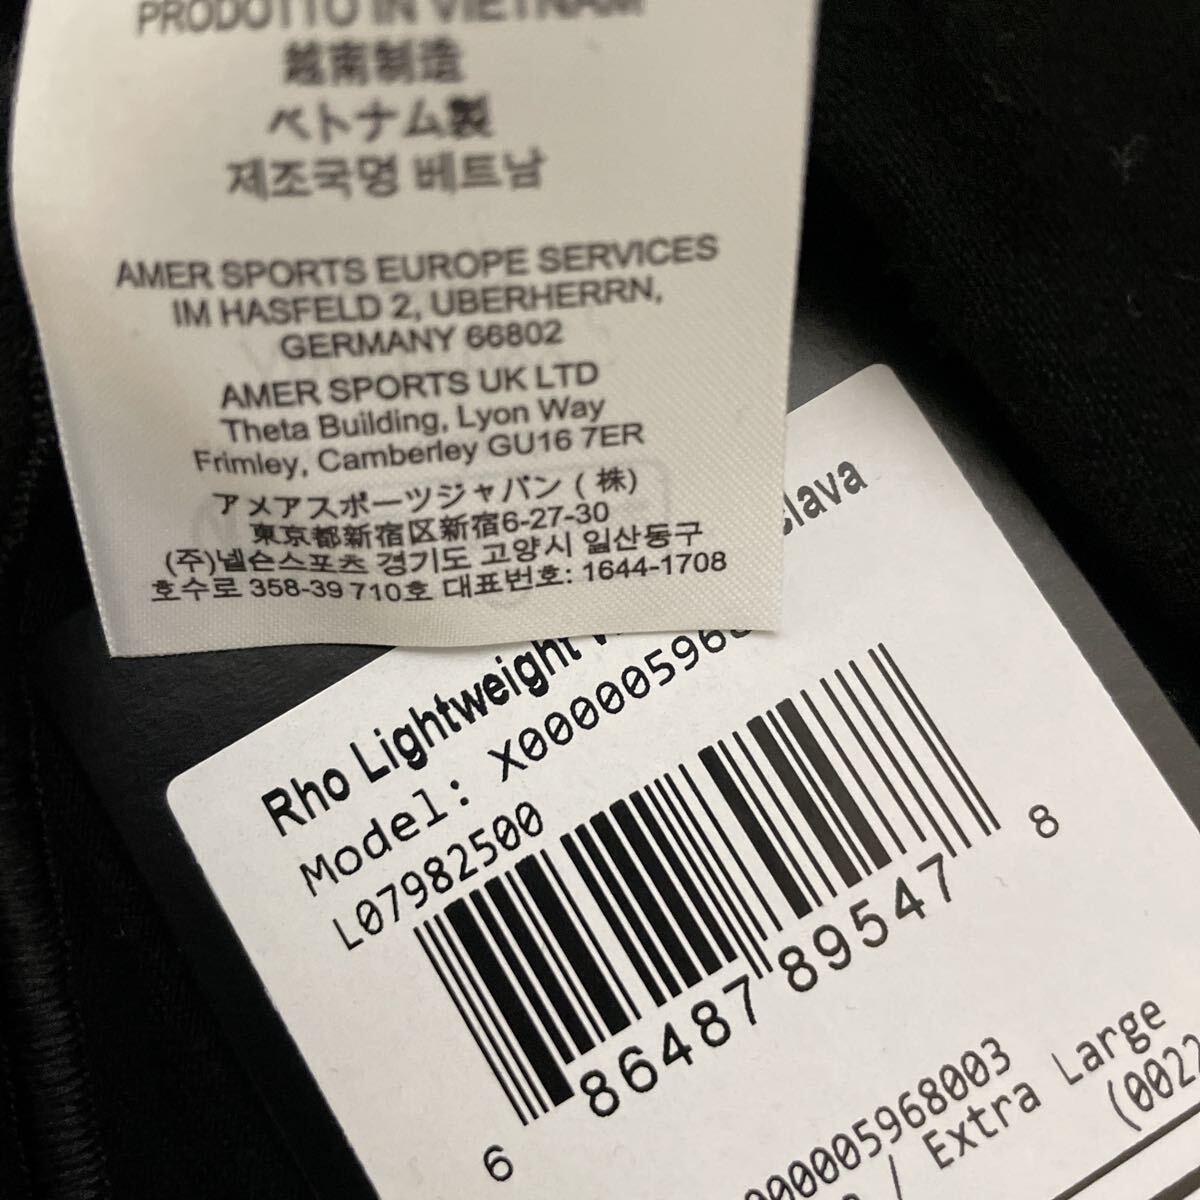 PRODOTTO IN VIETNAM
越南制造
ベトナム製
제조국명 베트남
AMER SPORTS EUROPE SERVICES
IM HASFELD 2, UBERHERRN,
GERMANY 66802
AMER SPORTS UK LTD
Theta Building, Lyon Way
Frimley, Camberley GU16 7ER
アメアスポーツジャパン (株)
東京都新宿区新宿6-27-30
(주)넬슨스포츠 경기도 고양시 일산동구
호수로 358-39 710호 대표번호: 1644-1708
Rho Lightweight clava
Model: X00000596
L07982500
6 86487 89547 8
000005968003
/ Extra Large
(0022